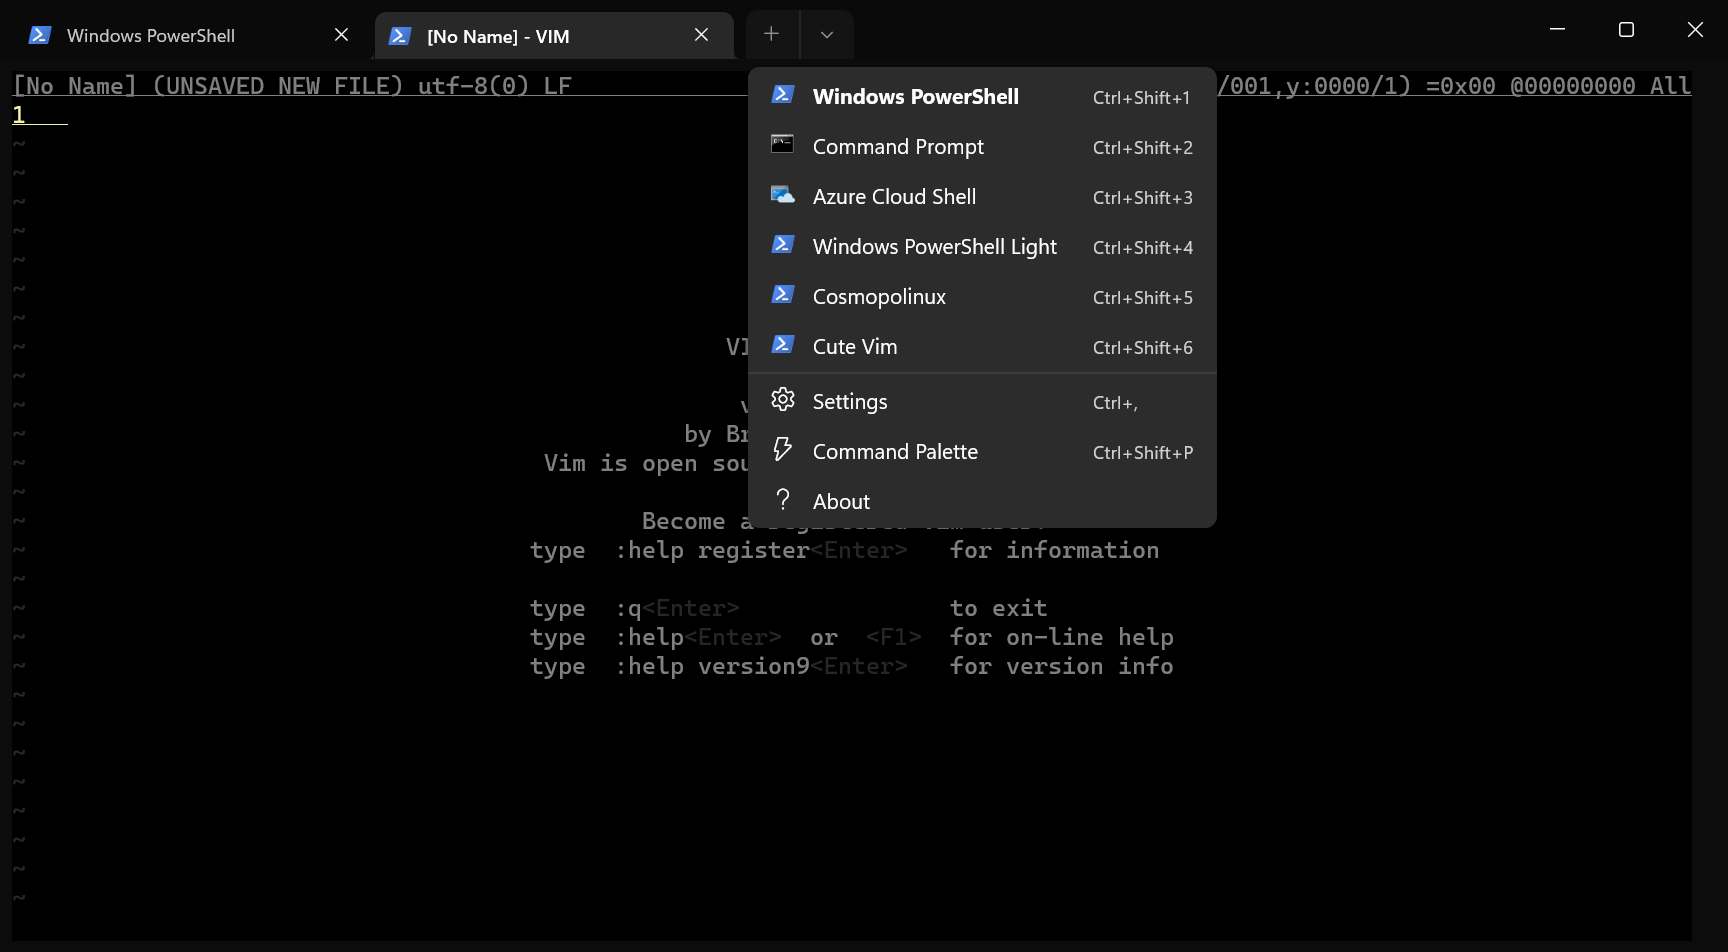 Windows PowerShell
[No Name] - VIM
[No Name] (UNSAVED NEW FILE) utf-8(0) LF /001,y:0000/1) =0x00 @00000000 All
1
Windows PowerShell Ctrl+Shift+1
Command Prompt Ctrl+Shift+2
Azure Cloud Shell Ctrl+Shift+3
Windows PowerShell Light Ctrl+Shift+4
Cosmopolinux Ctrl+Shift+5
Cute Vim Ctrl+Shift+6
Settings Ctrl+,
Command Palette Ctrl+Shift+P
? About
~
~
~
~
~
~
~
~ VI
~
~ v
~ by Br
~ Vim is open sou
~
~ Become a
~ type :help register<Enter> for information
~
~ type :q<Enter> to exit
~ type :help<Enter> or <F1> for on-line help
~ type :help version9<Enter> for version info
~
~
~
~
~
~
~
~